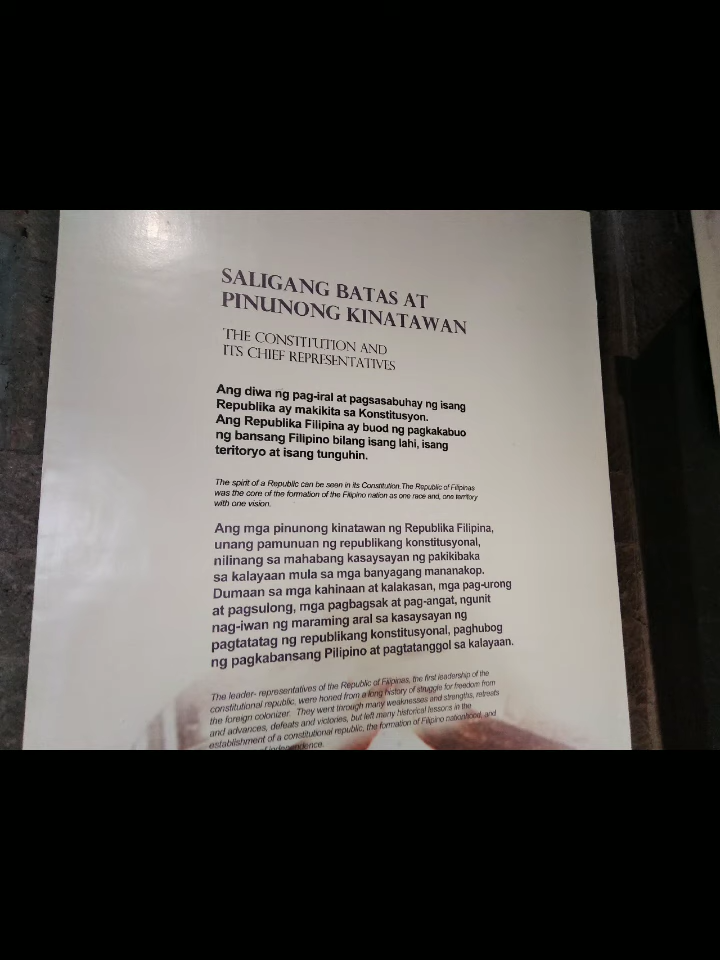 SALIGANG BATAS AT
PINUNONG KINATAWAN
THE CONSTITUTION AND
ITS CHIEF REPRESENTATIVES
Ang diwa ng pag-iral at pagsasabuhay ng isang
Republika ay makikita sa Konstitusyon.
Ang Republika Filipina ay buod ng pagkakabuo
ng bansang Filipino bilang isang lahi, isang
teritoryo at isang tunguhin.
The spirit of a Republic can be seen in its Constitution.The Republic of Filipinas
was the core of the formation of the Filipino nation as one race and, one territory
with one vision.
Ang mga pinunong kinatawan ng Republika Filipina,
unang pamunuan ng republikang konstitusyonal,
nilinang sa mahabang kasaysayan ng pakikibaka
sa kalayaan mula sa mga banyagang mananakop.
Dumaan sa mga kahinaan at kalakasan, mga pag-urong
at pagsulong, mga pagbagsak at pag-angat, ngunit
nag-iwan ng maraming aral sa kasaysayan ng
pagtatatag ng republikang konstitusyonal, paghubog
ng pagkabansang Pilipino at pagtatanggol sa kalayaan.
The leader- representatives of the Republic of Filipinas, the first leadership of the
constitutional republic, were honed from a long history of struggle for freedom from
the foreign colonizer. They went through many weaknesses and strengths, retreats
and advances, defeats and victories, but left many historical lessons in the
establishment of a constitutional republic, the formation of Filipino nationhood, and
of independence.